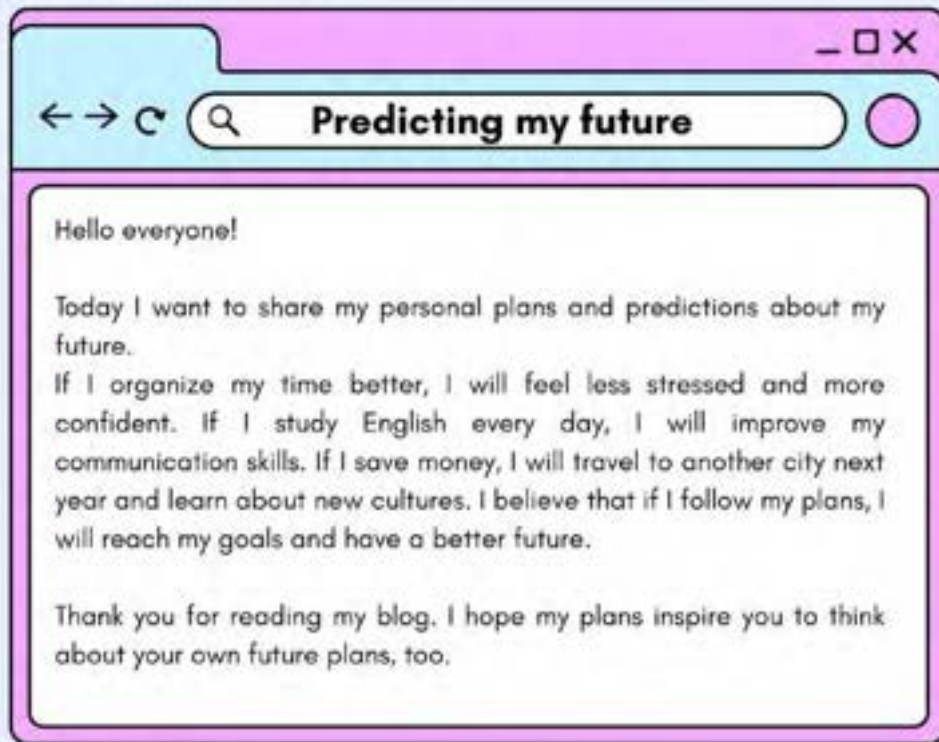 Predicting my future
Hello everyone!
Today I want to share my personal plans and predictions about my
future.
If I organize my time better, I will feel less stressed and more
confident. If I study English every day, I will improve my
communication skills. If I save money, I will travel to another city next
year and learn about new cultures. I believe that if I follow my plans, I
will reach my goals and have a better future.
Thank you for reading my blog. I hope my plans inspire you to think
about your own future plans, too.